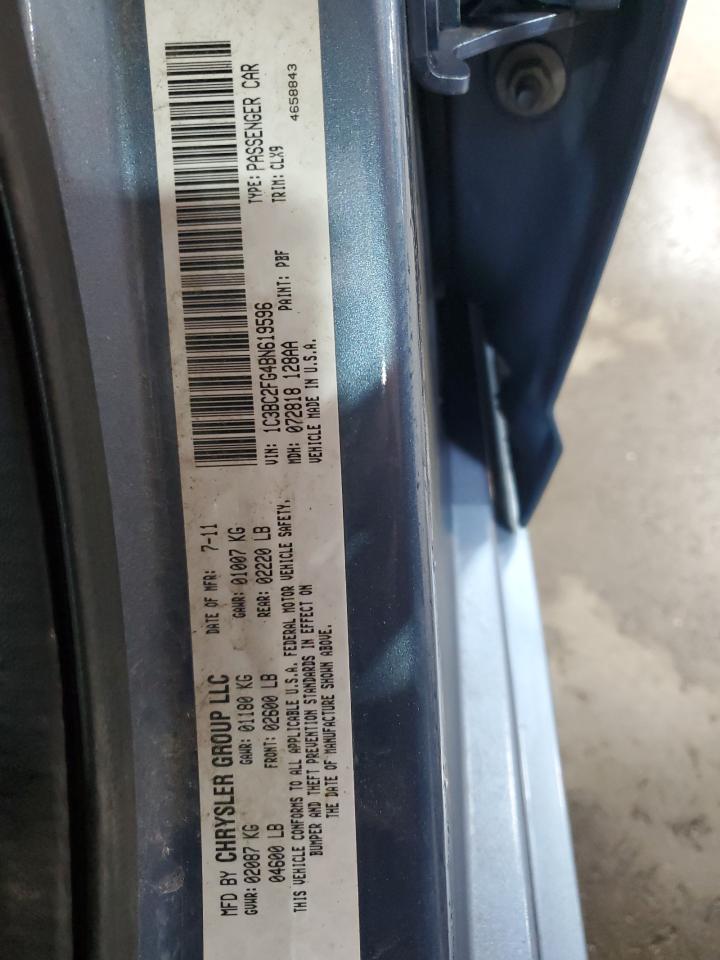 MFD BY CHRYSLER GROUP LLC
DATE OF MFR: 7-11
GVWR: 02087 KG
GAWR: 01180 KG
GAWR: 01007 KG
04600 LB
FRONT: 02600 LB
REAR: 02220 LB
THIS VEHICLE CONFORMS TO ALL APPLICABLE U.S.A. FEDERAL MOTOR VEHICLE SAFETY,
BUMPER AND THEFT PREVENTION STANDARDS IN EFFECT ON
THE DATE OF MANUFACTURE SHOWN ABOVE.
VIN: 1C3BC2FG4BN619596
TYPE: PASSENGER CAR
MDH: 072818 128AA
PAINT: PBF
TRIM: CLX9
VEHICLE MADE IN U.S.A.
4658843